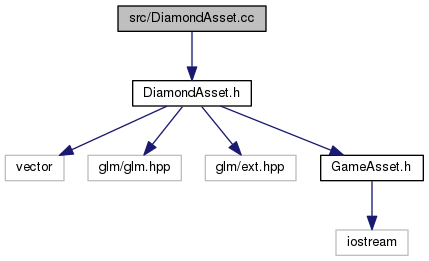 src/DiamondAsset.cc
DiamondAsset.h
vector
glm/glm.hpp
glm/ext.hpp
GameAsset.h
iostream